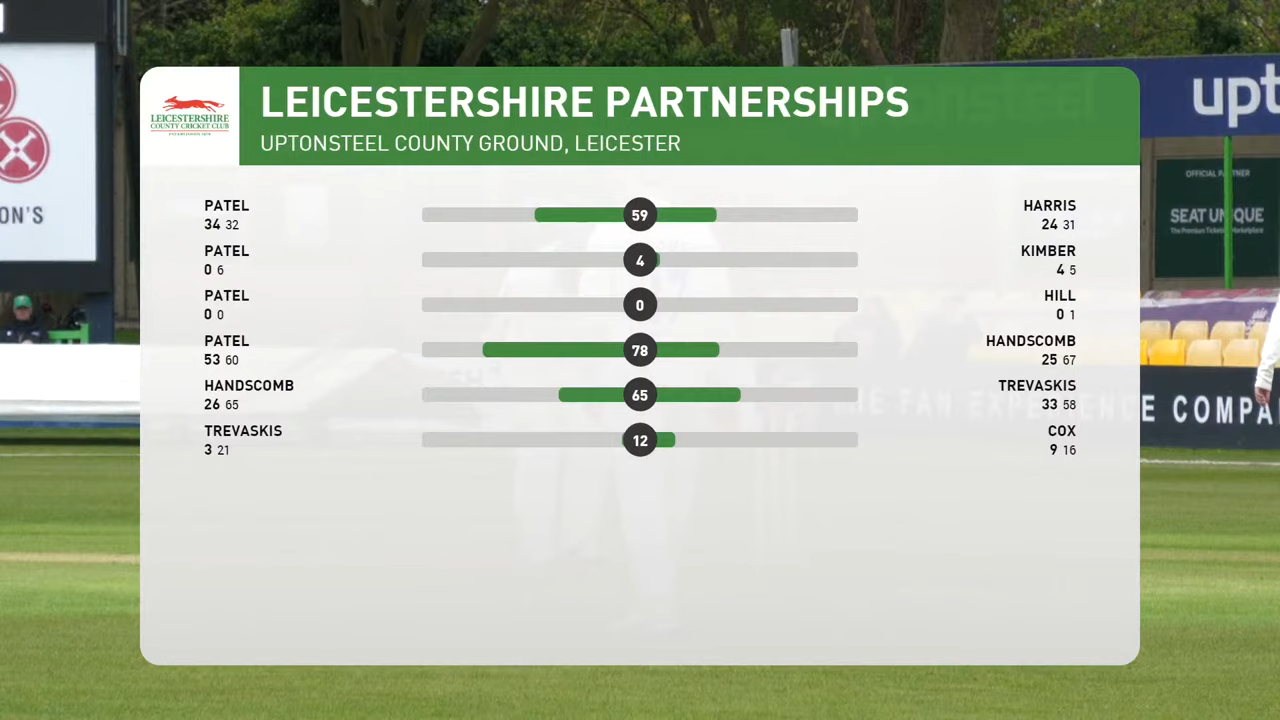 LEICESTERSHIRE PARTNERSHIPS
UPTONSTEEL COUNTY GROUND, LEICESTER
LEICESTERSHIRE
COUNTY CRICKET CLUB
PATEL 59 HARRIS
34 32 24 31
PATEL 4 KIMBER
0 6 4 5
PATEL 0 HILL
0 0 0 1
PATEL 78 HANDSCOMB
53 60 25 67
HANDSCOMB 65 TREVASKIS
26 65 33 58
TREVASKIS 12 COX
3 21 9 16
ON'S
upt
OFFICIAL PARTNER
SEAT UNIQUE
The Premium Ticket Marketplace
HE FAN EXPERIENCE COMPA